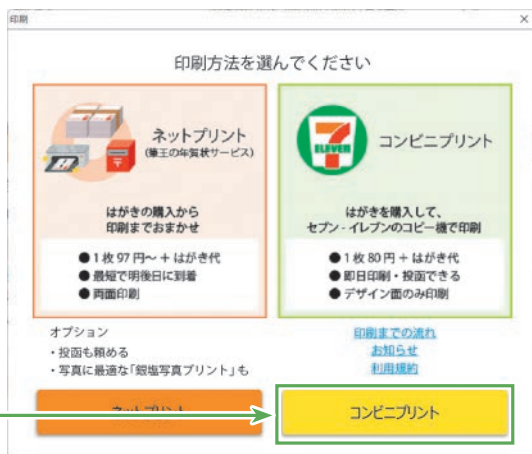 印刷
印刷方法を選んでください
ネットプリント
(筆王の年賀状サービス)
はがきの購入から
印刷までおまかせ
●1枚 97円～ + はがき代
●最短で明後日に到着
●両面印刷
オプション
・投函も頼める
・写真に最適な「銀塩写真プリント」も
ネットプリント
7
ELEVEN
コンビニプリント
はがきを購入して、
セブン‐イレブンのコピー機で印刷
●1枚 80円 + はがき代
●即日印刷・投函できる
●デザイン面のみ印刷
印刷までの流れ
お知らせ
利用規約
コンビニプリント